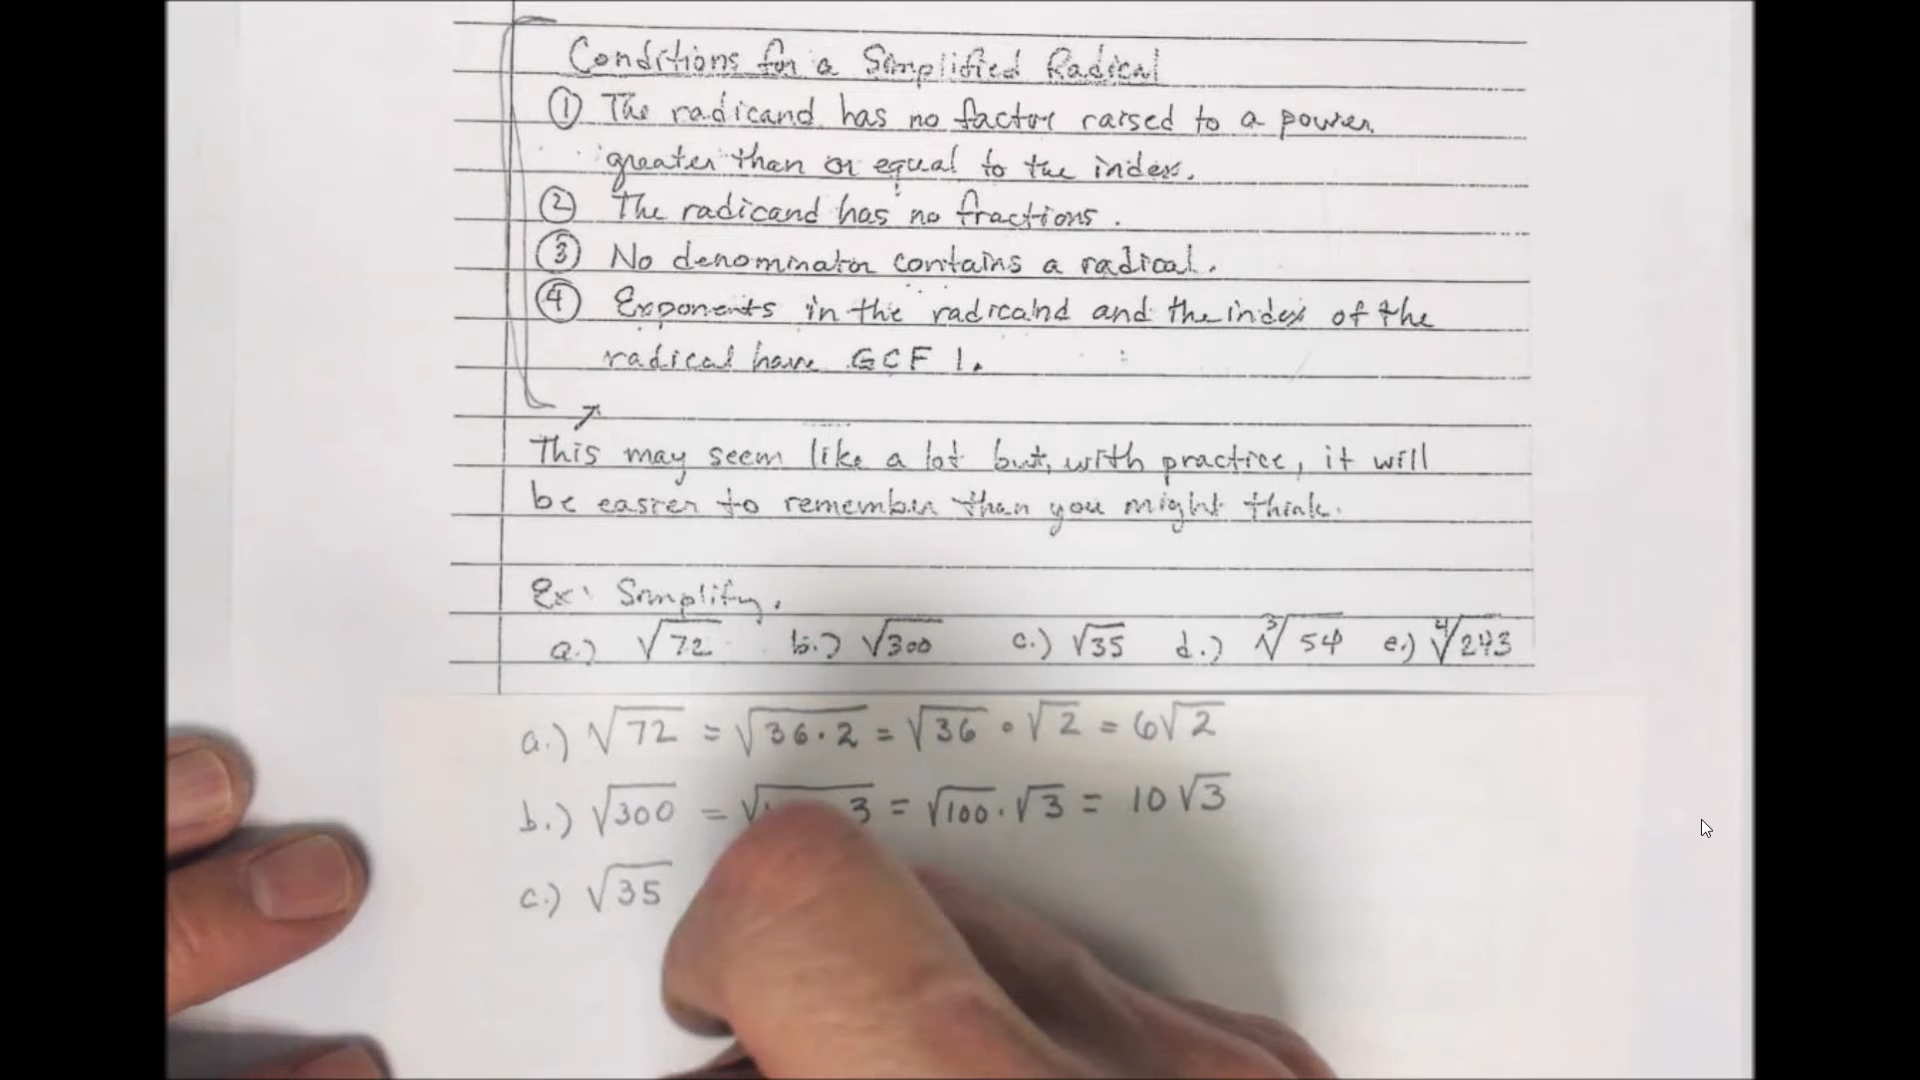 Conditions for a Simplified Radical
① The radicand has no factor raised to a power
greater than or equal to the index.
② The radicand has no fractions.
③ No denominator contains a radical.
④ Exponents in the radicand and the index of the
radical have GCF 1.
This may seem like a lot but, with practice, it will
be easier to remember than you might think.
Ex: Simplify.
a.) √72 b.) √300 c.) √35 d.) ∛54 e.) ∜243
a.) √72 = √36·2 = √36 · √2 = 6√2
b.) √300 = √ 3 = √100 · √3 = 10√3
c.) √35